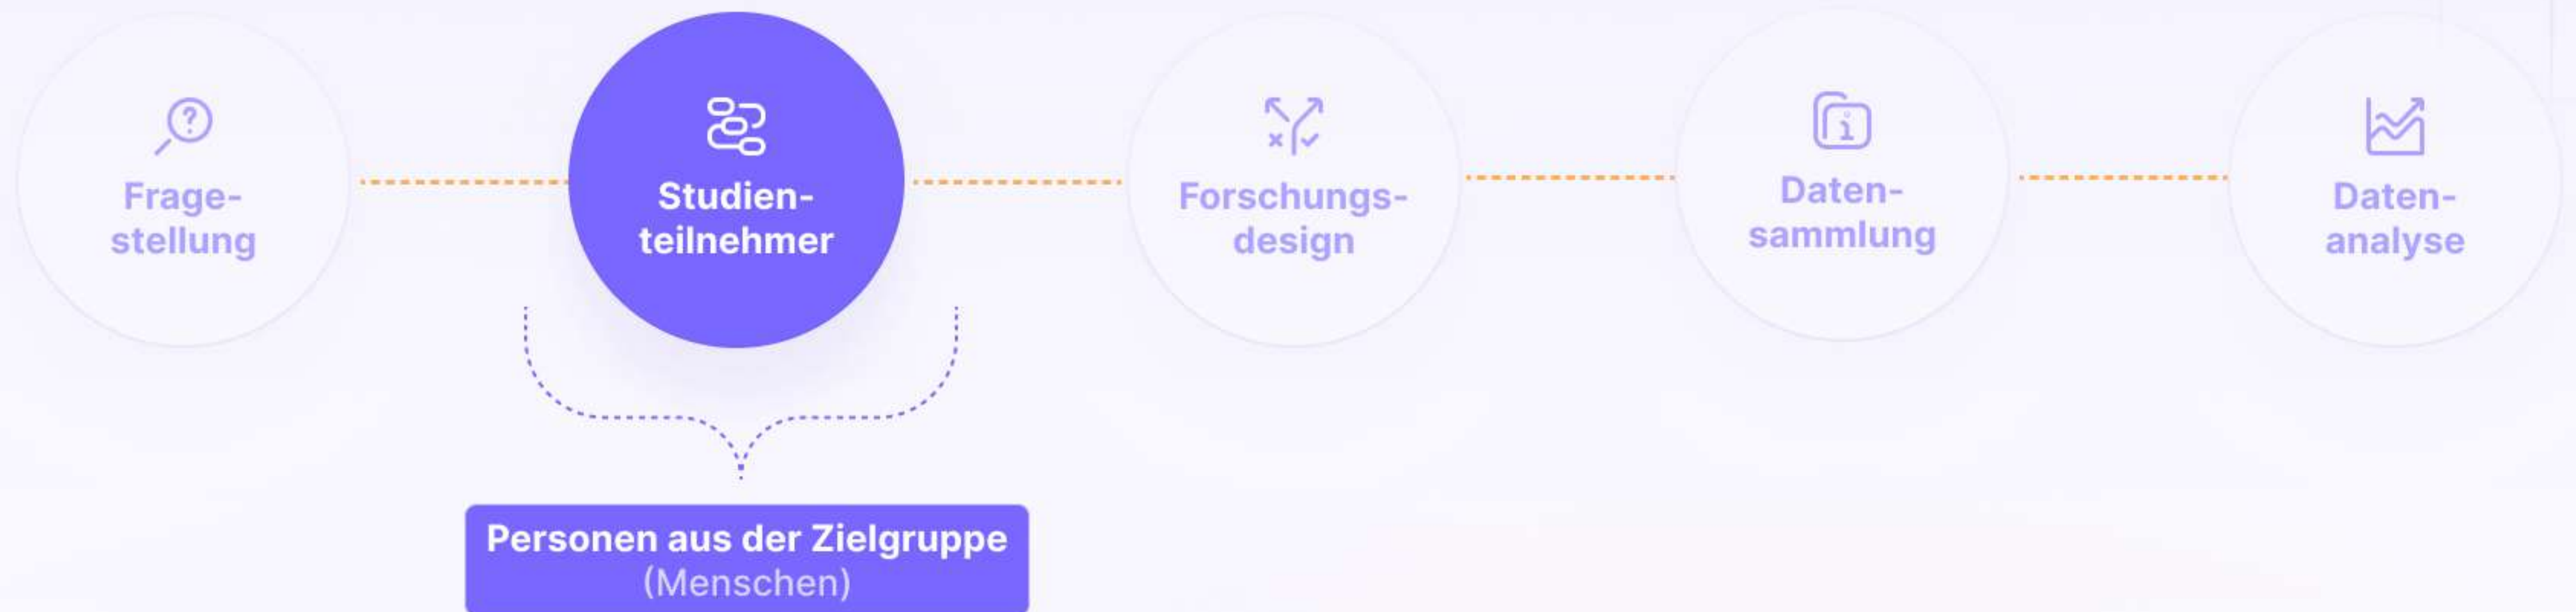 Frage-
stellung
Studien-
teilnehmer
Forschungs-
design
Daten-
sammlung
Daten-
analyse
Personen aus der Zielgruppe
(Menschen)